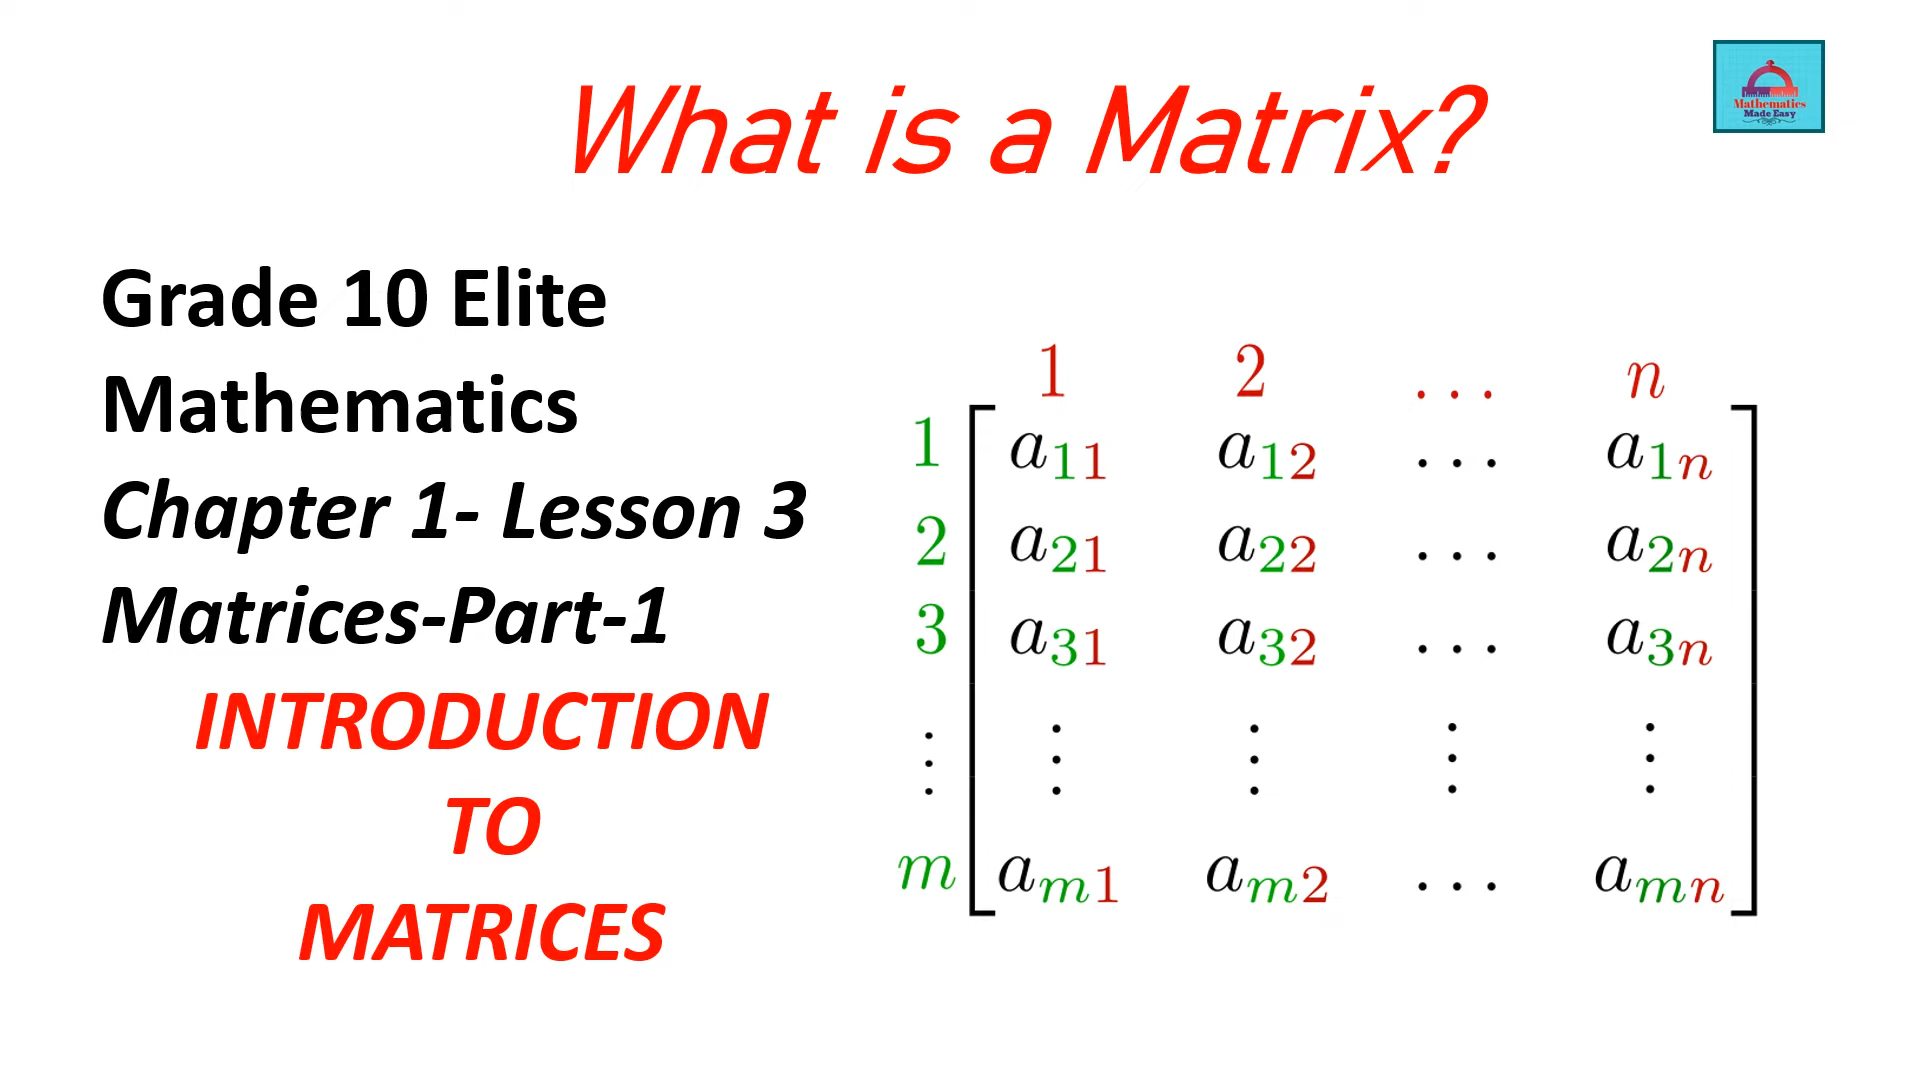 What is a Matrix?
Mathematics
Made Easy
Grade 10 Elite
Mathematics
Chapter 1- Lesson 3
Matrices-Part-1
INTRODUCTION
TO
MATRICES
1 2 ... n
1 a11 a12 ... a1n
2 a21 a22 ... a2n
3 a31 a32 ... a3n
⋮ ⋮ ⋮ ⋮ ⋮
m am1 am2 ... amn